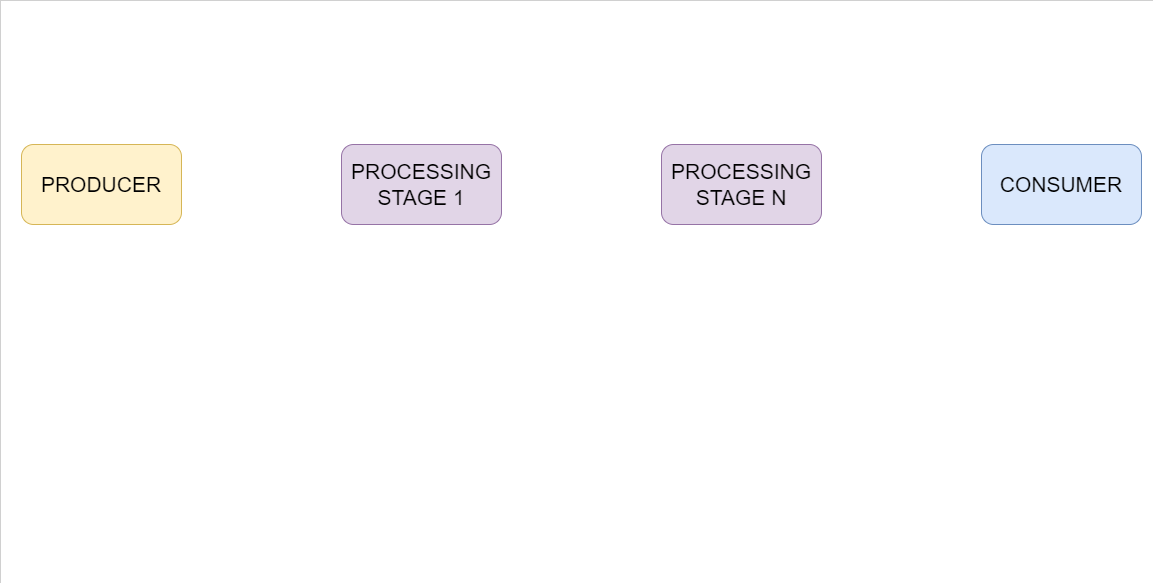 PRODUCER
PROCESSING
STAGE 1
PROCESSING
STAGE N
CONSUMER